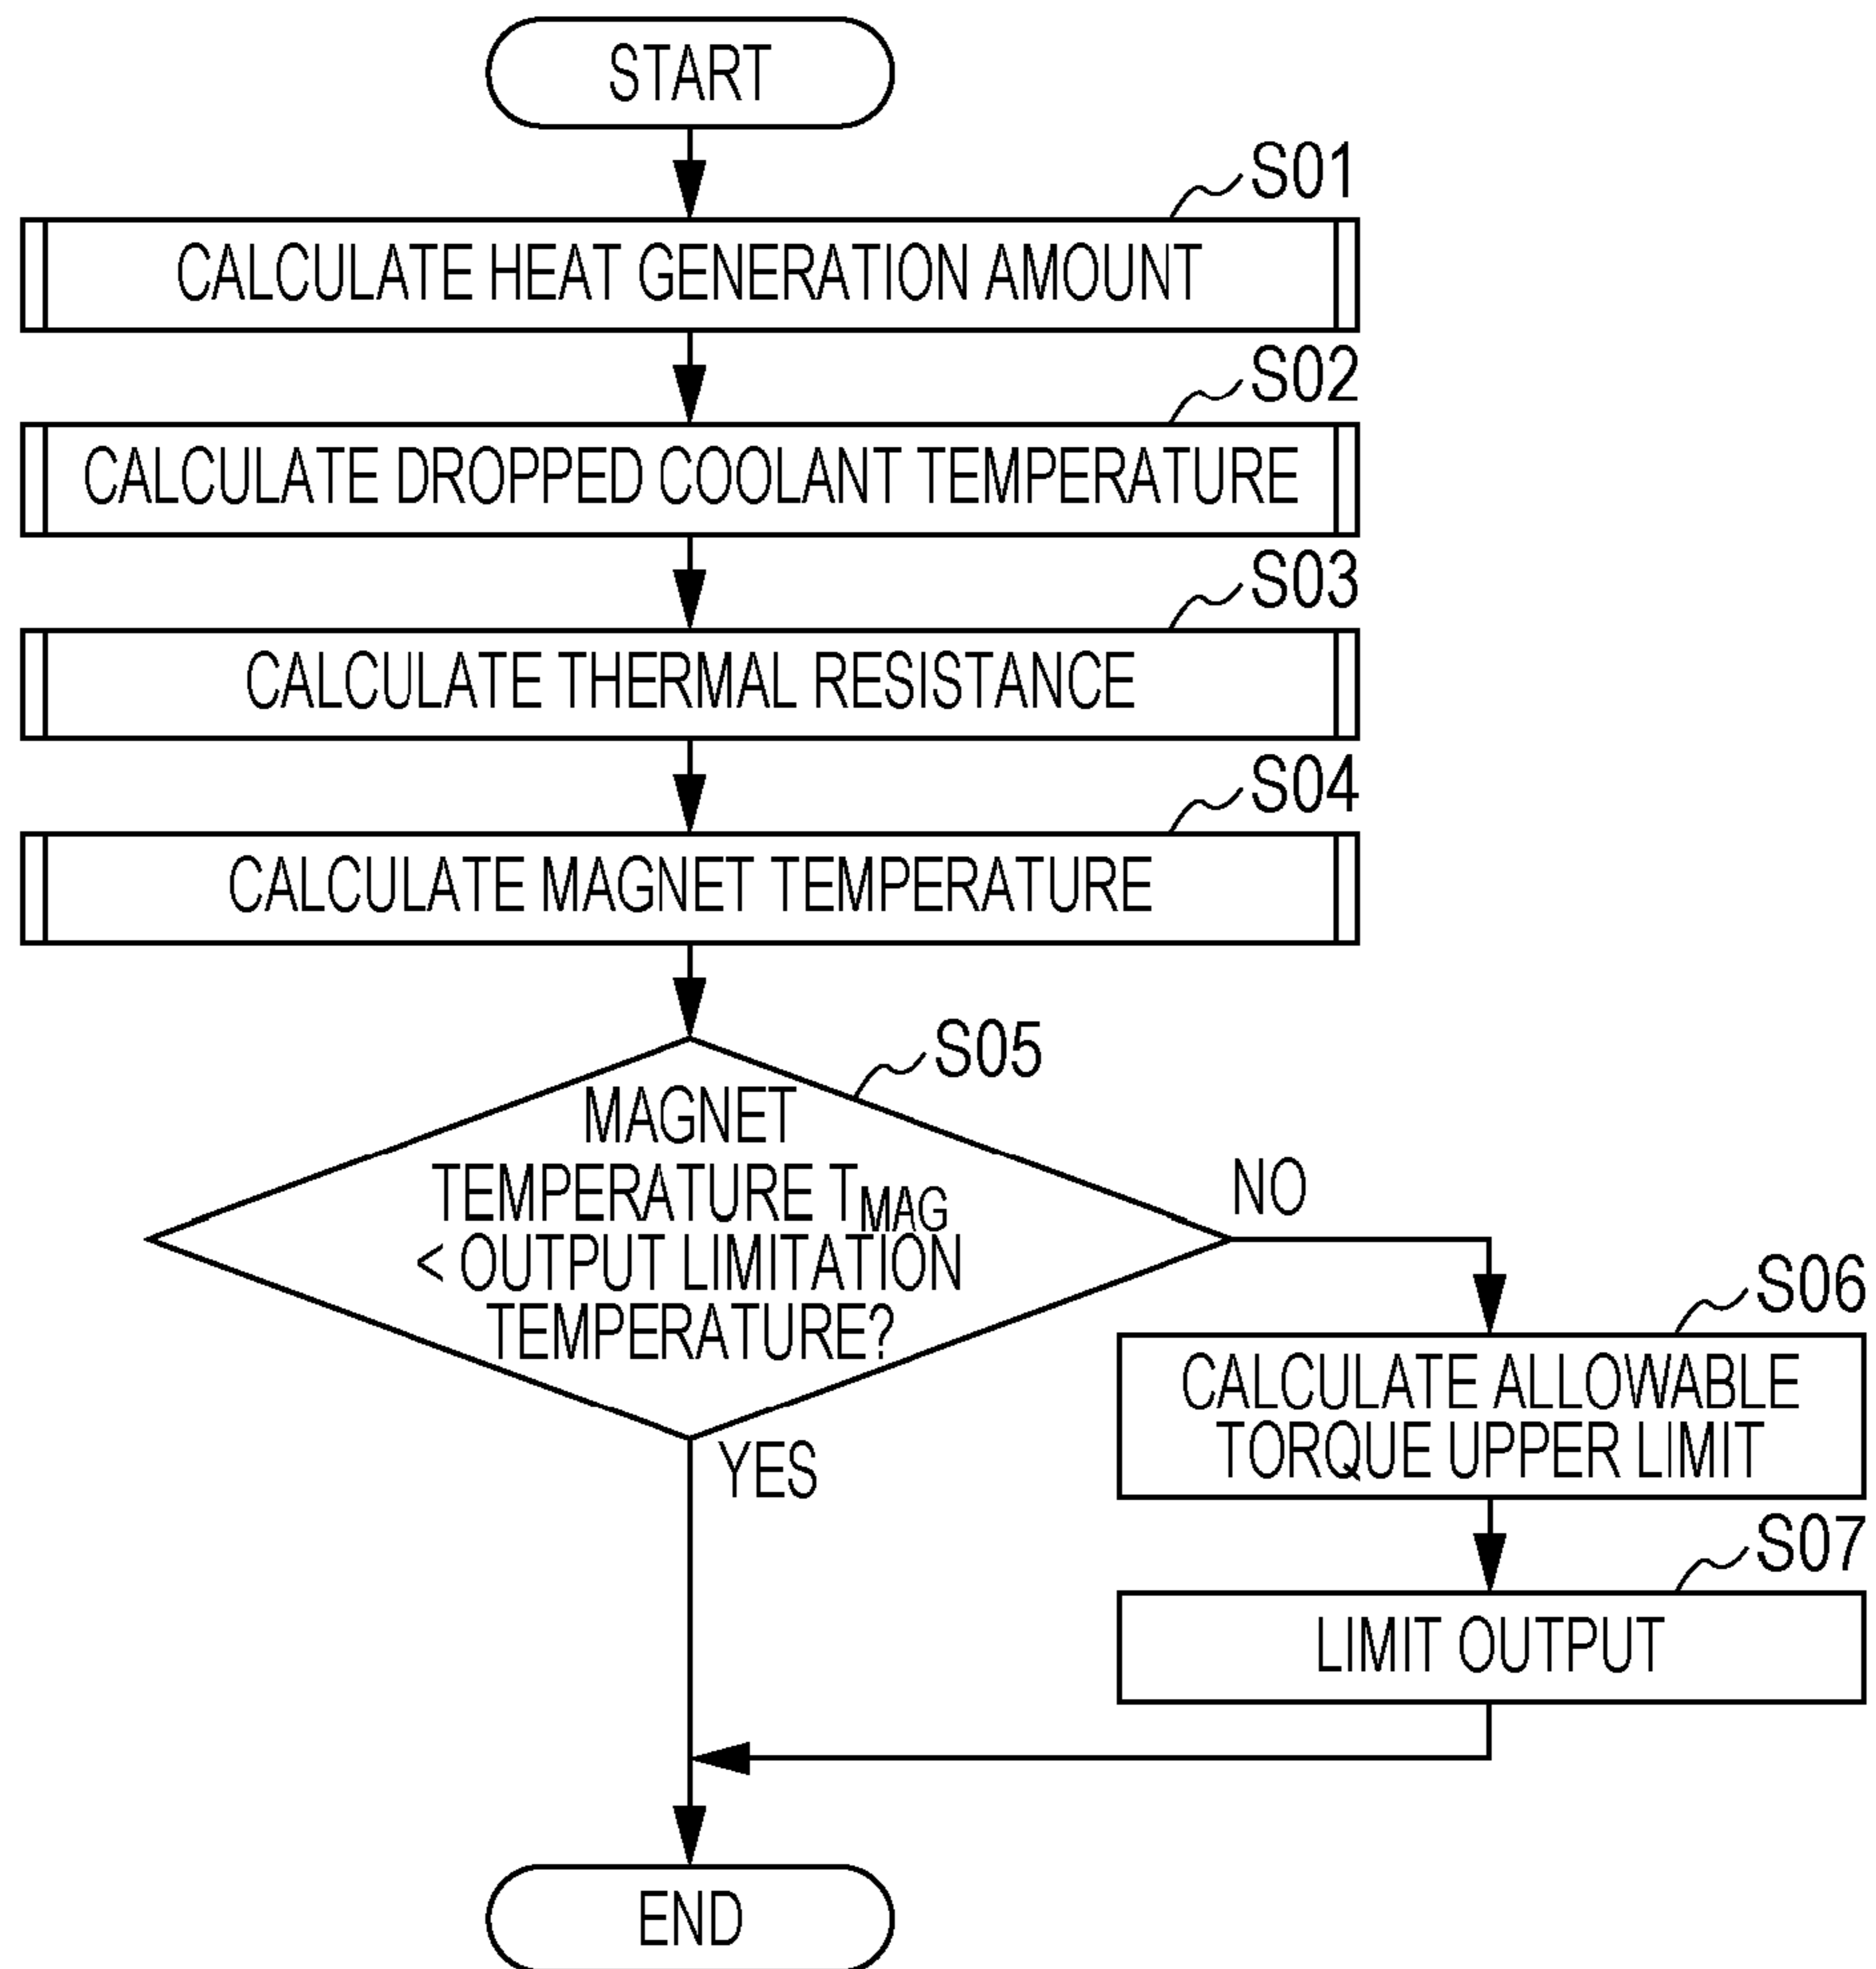 START
S01
CALCULATE HEAT GENERATION AMOUNT
S02
CALCULATE DROPPED COOLANT TEMPERATURE
S03
CALCULATE THERMAL RESISTANCE
S04
CALCULATE MAGNET TEMPERATURE
S05
MAGNET
TEMPERATURE TMAG
< OUTPUT LIMITATION
TEMPERATURE?
NO
YES
S06
CALCULATE ALLOWABLE
TORQUE UPPER LIMIT
S07
LIMIT OUTPUT
END